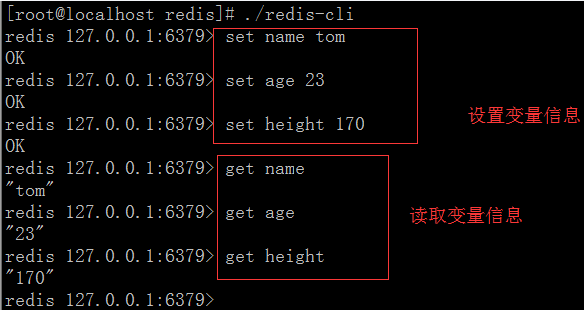 [root@localhost redis]# ./redis-cli
redis 127.0.0.1:6379> set name tom
OK
redis 127.0.0.1:6379> set age 23
OK
redis 127.0.0.1:6379> set height 170
OK
设置变量信息
redis 127.0.0.1:6379> get name
"tom"
redis 127.0.0.1:6379> get age
"23"
redis 127.0.0.1:6379> get height
"170"
读取变量信息
redis 127.0.0.1:6379>